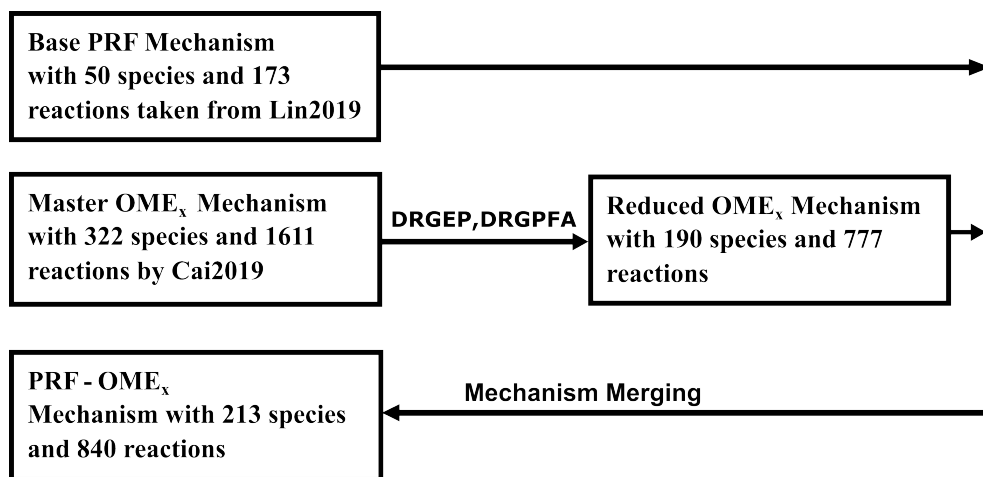 Base PRF Mechanism
with 50 species and 173
reactions taken from Lin2019
Master OMEₓ Mechanism
with 322 species and 1611
reactions by Cai2019
DRGEP,DRGPFA
Reduced OMEₓ Mechanism
with 190 species and 777
reactions
PRF - OMEₓ
Mechanism with 213 species
and 840 reactions
Mechanism Merging